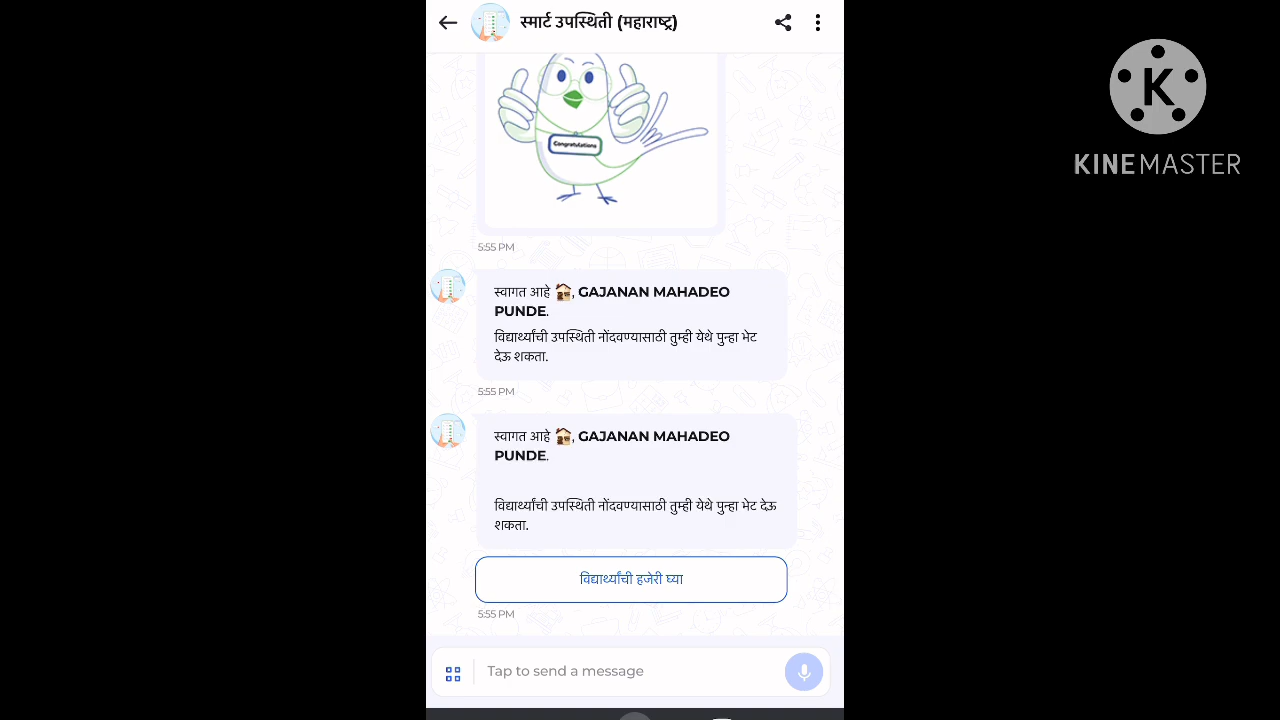 स्मार्ट उपस्थिती (महाराष्ट्र)
KINEMASTER
Congratulations
5:55 PM
स्वागत आहे 🏠, GAJANAN MAHADEO
PUNDE.
विद्यार्थ्यांची उपस्थिती नोंदवण्यासाठी तुम्ही येथे पुन्हा भेट
देऊ शकता.
5:55 PM
स्वागत आहे 🏠, GAJANAN MAHADEO
PUNDE.
विद्यार्थ्यांची उपस्थिती नोंदवण्यासाठी तुम्ही येथे पुन्हा भेट देऊ
शकता.
विद्यार्थ्यांची हजेरी घ्या
5:55 PM
Tap to send a message